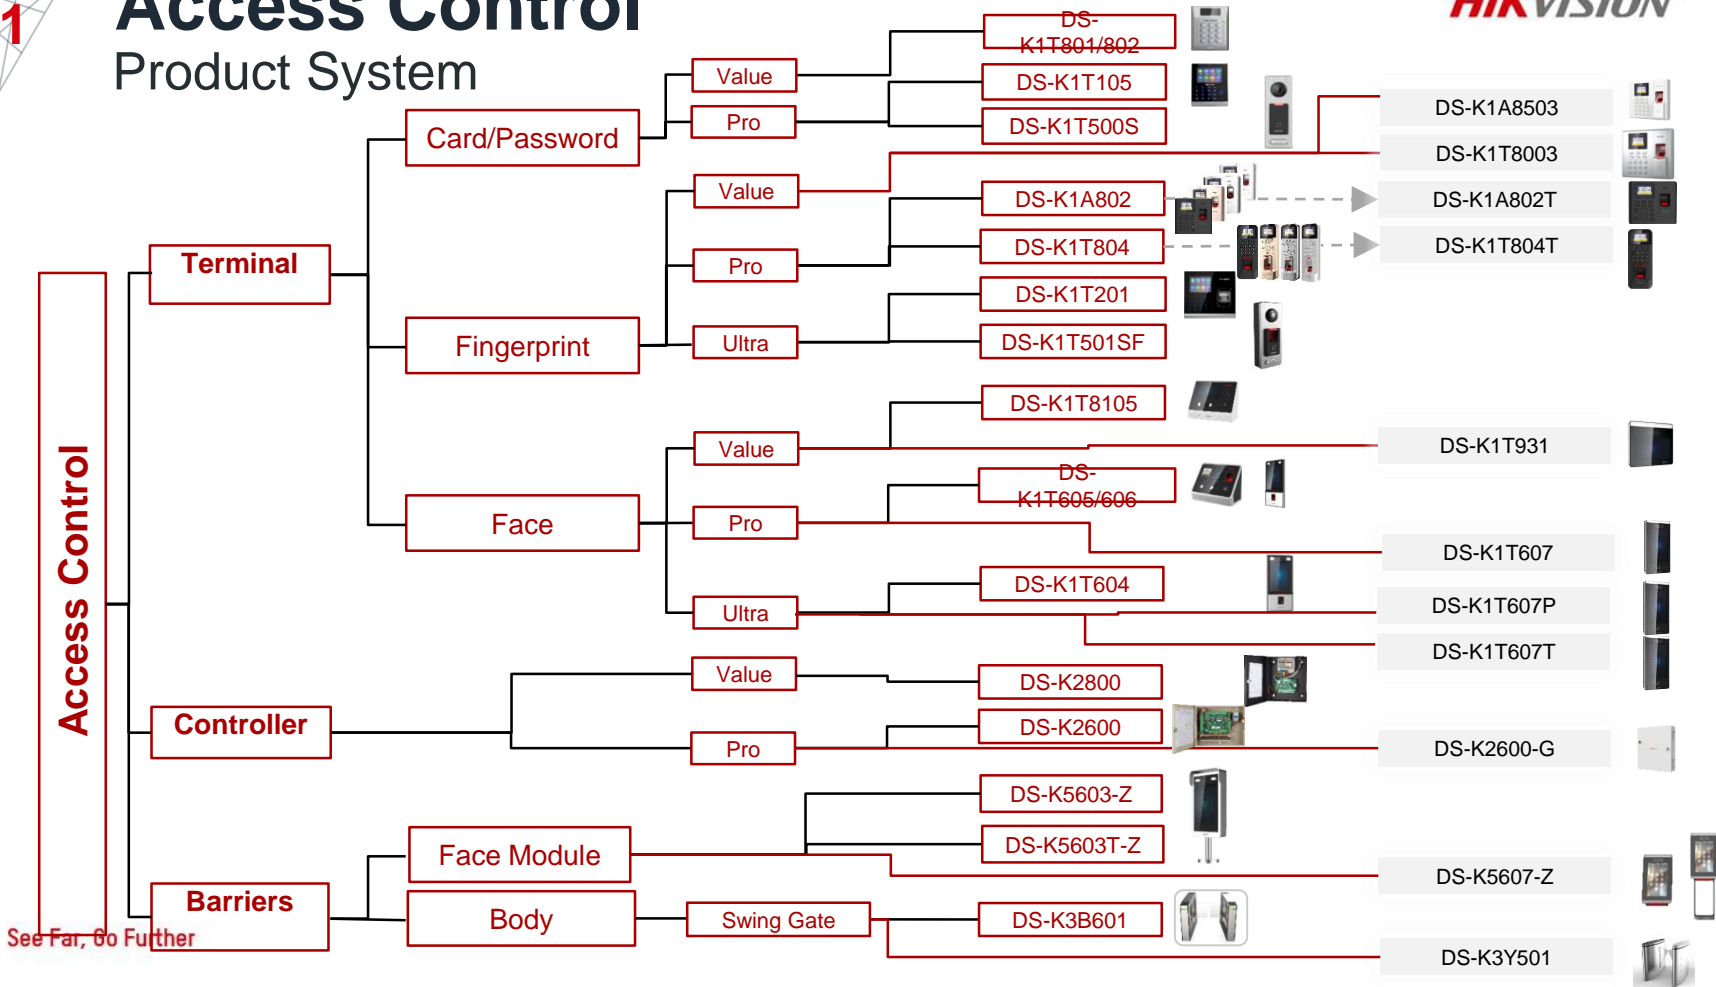 1
Access Control
Product System
HIKVISION
Access Control
Terminal
Card/Password
Value
DS-
K1T801/802
Pro
DS-K1T105
DS-K1T500S
Fingerprint
Value
DS-K1A8503
DS-K1T8003
Pro
DS-K1A802
DS-K1A802T
DS-K1T804
DS-K1T804T
Ultra
DS-K1T201
DS-K1T501SF
Face
Value
DS-K1T8105
DS-K1T931
Pro
DS-
K1T605/606
DS-K1T607
Ultra
DS-K1T604
DS-K1T607P
DS-K1T607T
Controller
Value
DS-K2800
Pro
DS-K2600
DS-K2600-G
Barriers
Face Module
DS-K5603-Z
DS-K5603T-Z
DS-K5607-Z
Body
Swing Gate
DS-K3B601
DS-K3Y501
See Far, Go Further